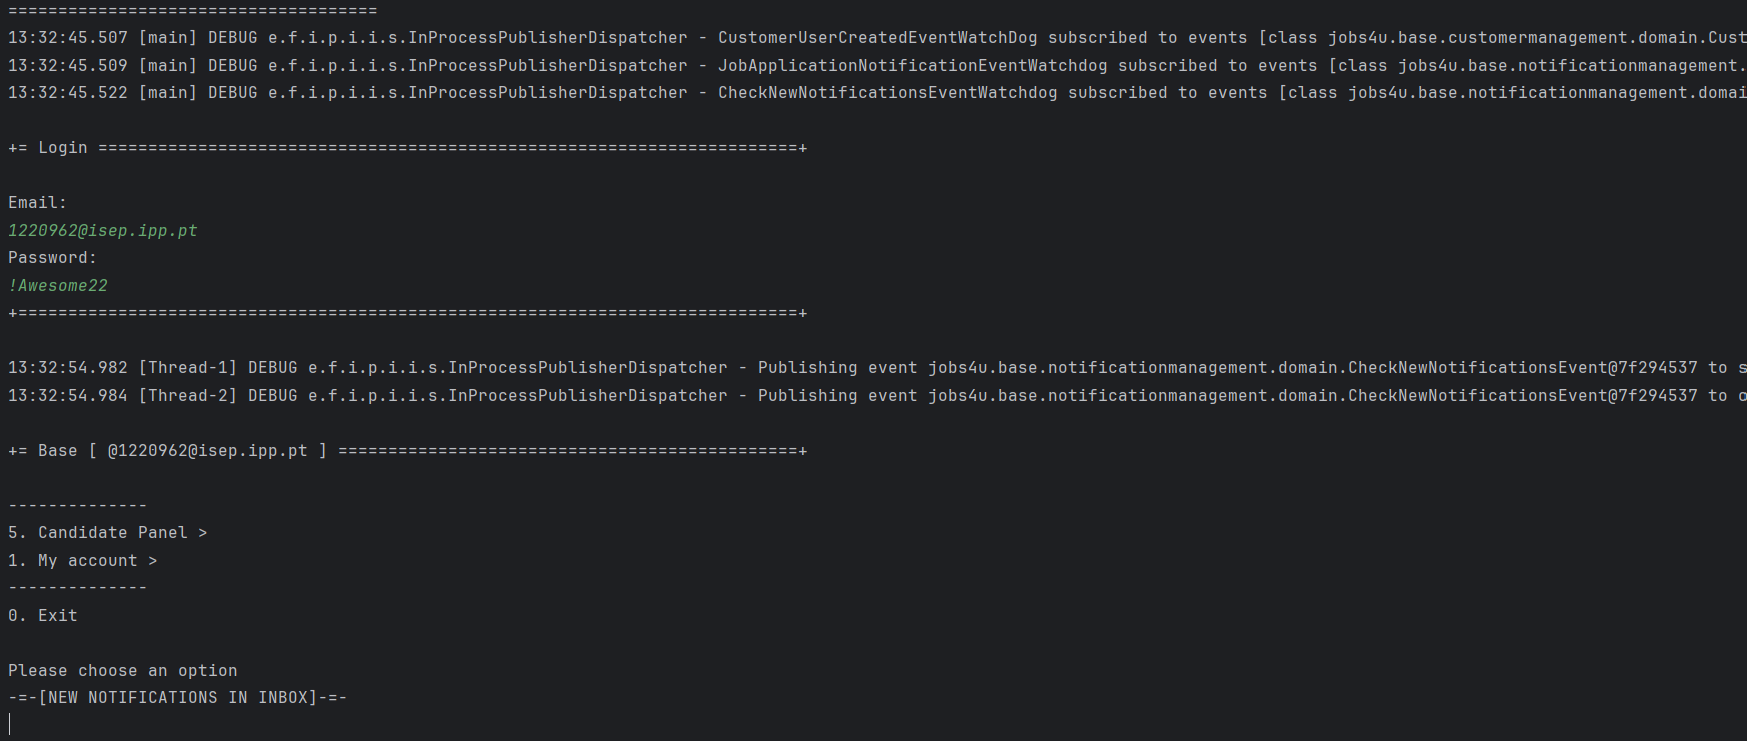 =====================================
13:32:45.507 [main] DEBUG e.f.i.p.i.i.s.InProcessPublisherDispatcher - CustomerUserCreatedEventWatchDog subscribed to events [class jobs4u.base.customermanagement.domain.Cust
13:32:45.509 [main] DEBUG e.f.i.p.i.i.s.InProcessPublisherDispatcher - JobApplicationNotificationEventWatchdog subscribed to events [class jobs4u.base.notificationmanagement.
13:32:45.522 [main] DEBUG e.f.i.p.i.i.s.InProcessPublisherDispatcher - CheckNewNotificationsEventWatchdog subscribed to events [class jobs4u.base.notificationmanagement.domai
+= Login ======================================================================+
Email:
1220962@isep.ipp.pt
Password:
!Awesome22
+==============================================================================+
13:32:54.982 [Thread-1] DEBUG e.f.i.p.i.i.s.InProcessPublisherDispatcher - Publishing event jobs4u.base.notificationmanagement.domain.CheckNewNotificationsEvent@7f294537 to s
13:32:54.984 [Thread-2] DEBUG e.f.i.p.i.i.s.InProcessPublisherDispatcher - Publishing event jobs4u.base.notificationmanagement.domain.CheckNewNotificationsEvent@7f294537 to o
+= Base [ @1220962@isep.ipp.pt ] ==============================================+
--------------
5. Candidate Panel >
1. My account >
--------------
0. Exit
Please choose an option
-=-[NEW NOTIFICATIONS IN INBOX]-=-